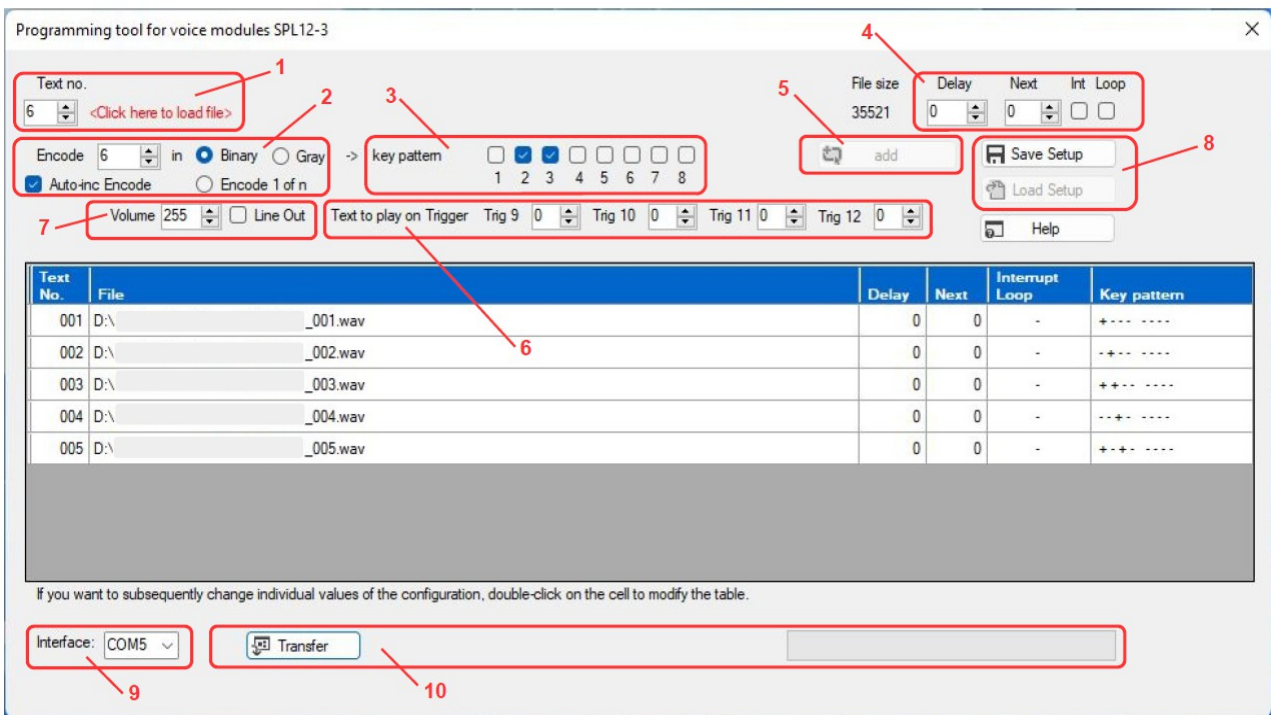 Programming tool for voice modules SPL12-3
1
2
3
4
5
8
Text no.
6 <Click here to load file>
File size Delay Next Int Loop
35521 0 0
Encode 6 in Binary Gray -> key pattern
1 2 3 4 5 6 7 8
add
Save Setup
Auto-inc Encode Encode 1 of n
Load Setup
7
Volume 255 Line Out Text to play on Trigger Trig 9 0 Trig 10 0 Trig 11 0 Trig 12 0
Help
Text No. File Delay Next Interrupt Loop Key pattern
001 D:\ _001.wav 0 0 - +--- ----
002 D:\ _002.wav 0 0 - -+-- ----
003 D:\ _003.wav 0 0 - ++-- ----
004 D:\ _004.wav 0 0 - --+- ----
005 D:\ _005.wav 0 0 - +-+- ----
6
If you want to subsequently change individual values of the configuration, double-click on the cell to modify the table.
Interface: COM5 Transfer
9
10